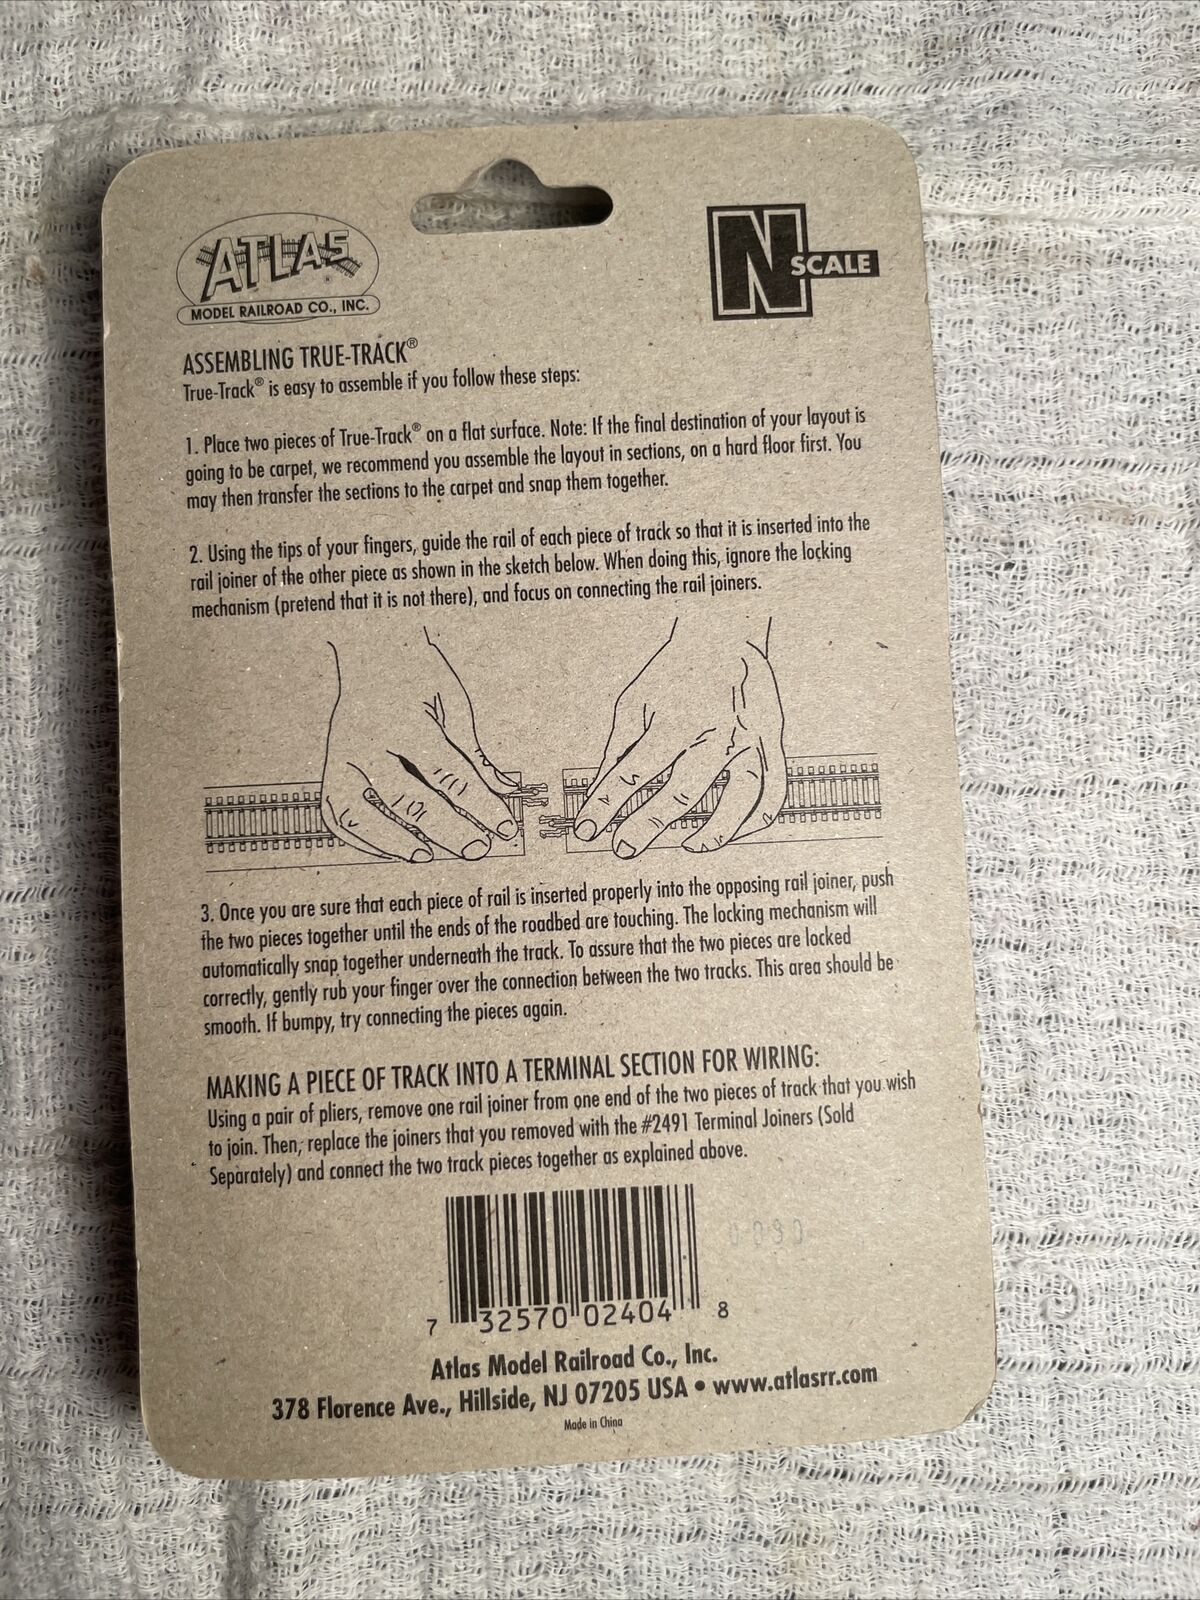 ATLAS®
MODEL RAILROAD CO., INC.
N SCALE
ASSEMBLING TRUE-TRACK®
True-Track® is easy to assemble if you follow these steps:
1. Place two pieces of True-Track® on a flat surface. Note: If the final destination of your layout is
going to be carpet, we recommend you assemble the layout in sections, on a hard floor first. You
may then transfer the sections to the carpet and snap them together.
2. Using the tips of your fingers, guide the rail of each piece of track so that it is inserted into the
rail joiner of the other piece as shown in the sketch below. When doing this, ignore the locking
mechanism (pretend that it is not there), and focus on connecting the rail joiners.
3. Once you are sure that each piece of rail is inserted properly into the opposing rail joiner, push
the two pieces together until the ends of the roadbed are touching. The locking mechanism will
automatically snap together underneath the track. To assure that the two pieces are locked
correctly, gently rub your finger over the connection between the two tracks. This area should be
smooth. If bumpy, try connecting the pieces again.
MAKING A PIECE OF TRACK INTO A TERMINAL SECTION FOR WIRING:
Using a pair of pliers, remove one rail joiner from one end of the two pieces of track that you wish
to join. Then, replace the joiners that you removed with the #2491 Terminal Joiners (Sold
Separately) and connect the two track pieces together as explained above.
7 32570 02404 8
Atlas Model Railroad Co., Inc.
378 Florence Ave., Hillside, NJ 07205 USA • www.atlasrr.com
Made in China